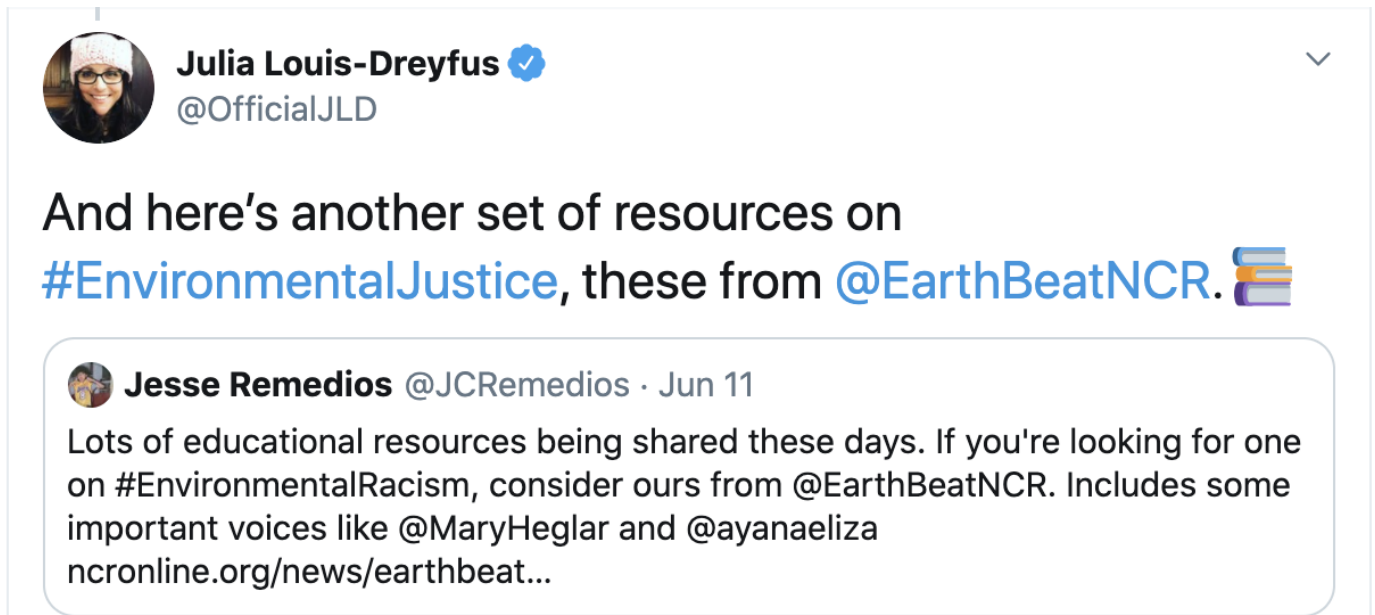 Julia Louis-Dreyfus
@OfficialJLD
And here’s another set of resources on
#EnvironmentalJustice, these from @EarthBeatNCR.
Jesse Remedios @JCRemedios · Jun 11
Lots of educational resources being shared these days. If you're looking for one
on #EnvironmentalRacism, consider ours from @EarthBeatNCR. Includes some
important voices like @MaryHeglar and @ayanaeliza
ncronline.org/news/earthbeat...